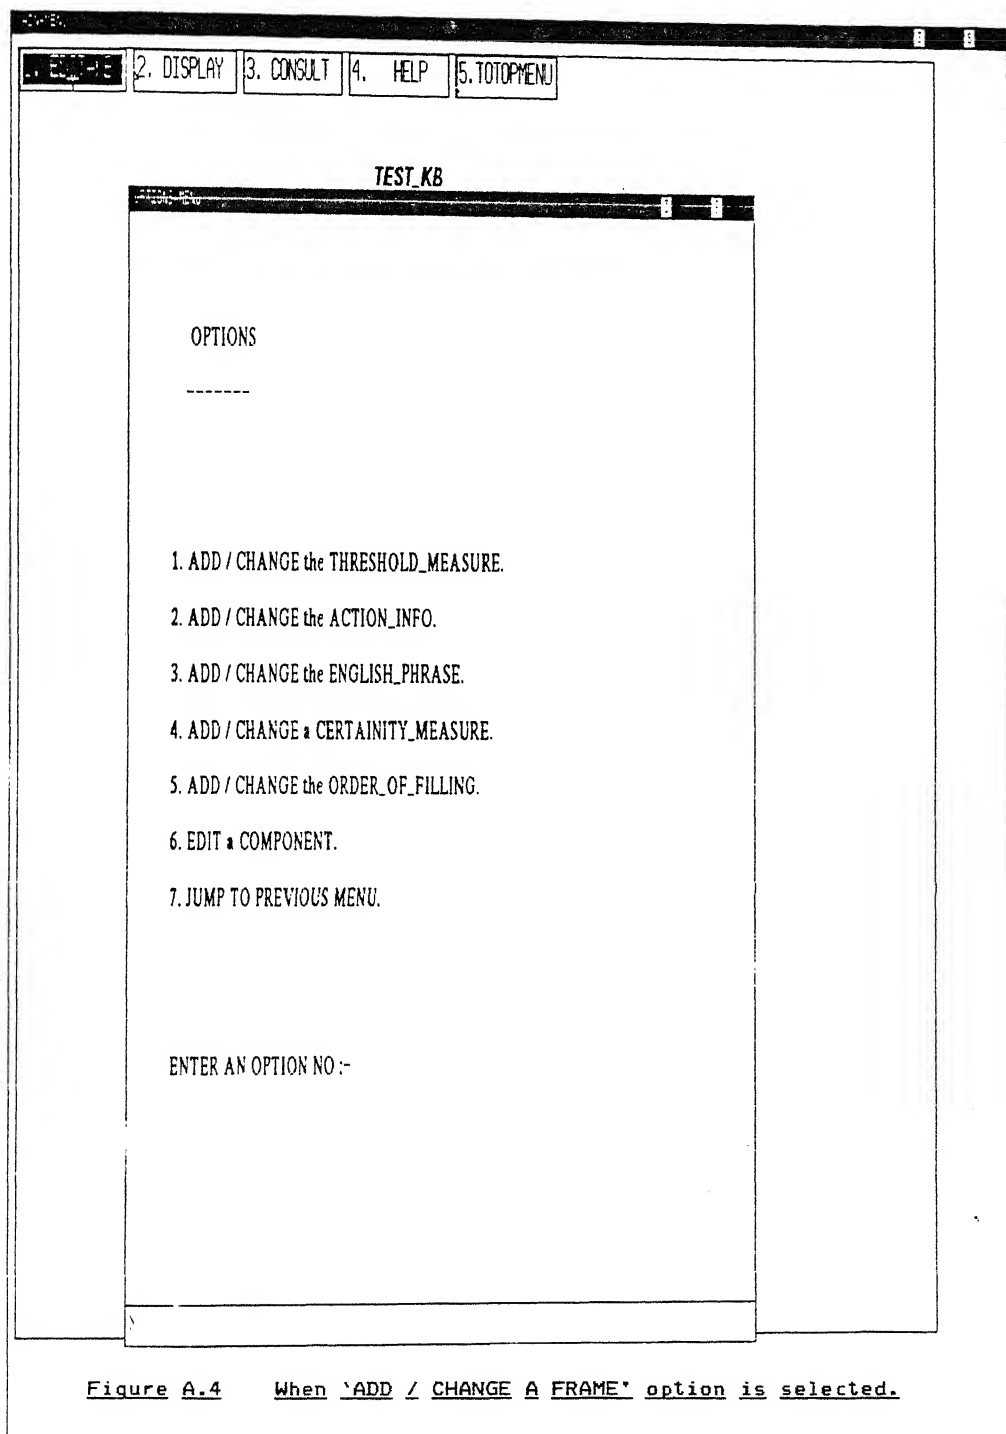 2. DISPLAY 3. CONSULT 4. HELP 5. TOTOPMENU
TEST_KB
OPTIONS
-------
1. ADD / CHANGE the THRESHOLD_MEASURE.
2. ADD / CHANGE the ACTION_INFO.
3. ADD / CHANGE the ENGLISH_PHRASE.
4. ADD / CHANGE a CERTAINITY_MEASURE.
5. ADD / CHANGE the ORDER_OF_FILLING.
6. EDIT a COMPONENT.
7. JUMP TO PREVIOUS MENU.
ENTER AN OPTION NO :-
Figure A.4 When `ADD / CHANGE A FRAME' option is selected.